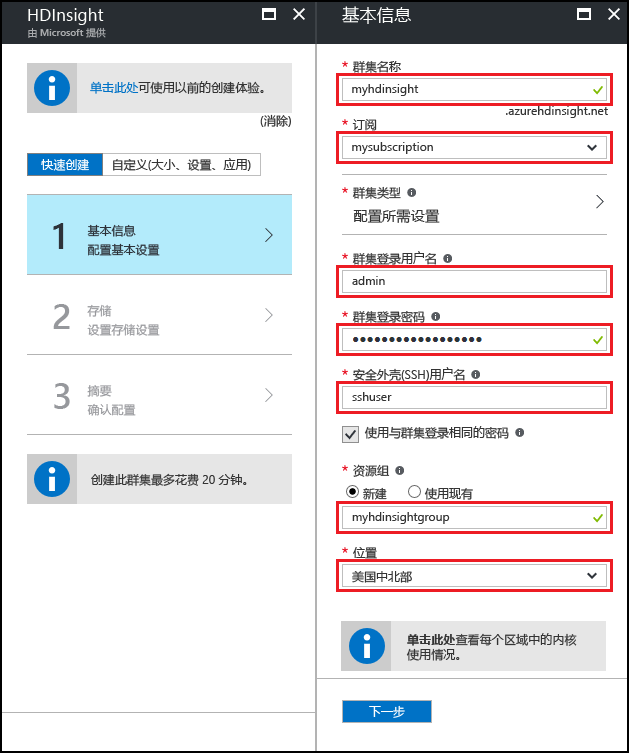 HDInsight
由 Microsoft 提供
单击此处可使用以前的创建体验。
(消除)
快速创建
自定义(大小、设置、应用)
1
基本信息
配置基本设置
2
存储
设置存储设置
3
摘要
确认配置
创建此群集最多花费 20 分钟。
基本信息
* 群集名称
myhdinsight
.azurehdinsight.net
* 订阅
mysubscription
* 群集类型
配置所需设置
* 群集登录用户名
admin
* 群集登录密码
••••••••••••••••••
* 安全外壳(SSH)用户名
sshuser
使用与群集登录相同的密码
* 资源组
新建 使用现有
myhdinsightgroup
* 位置
美国中北部
单击此处查看每个区域中的内核
使用情况。
下一步